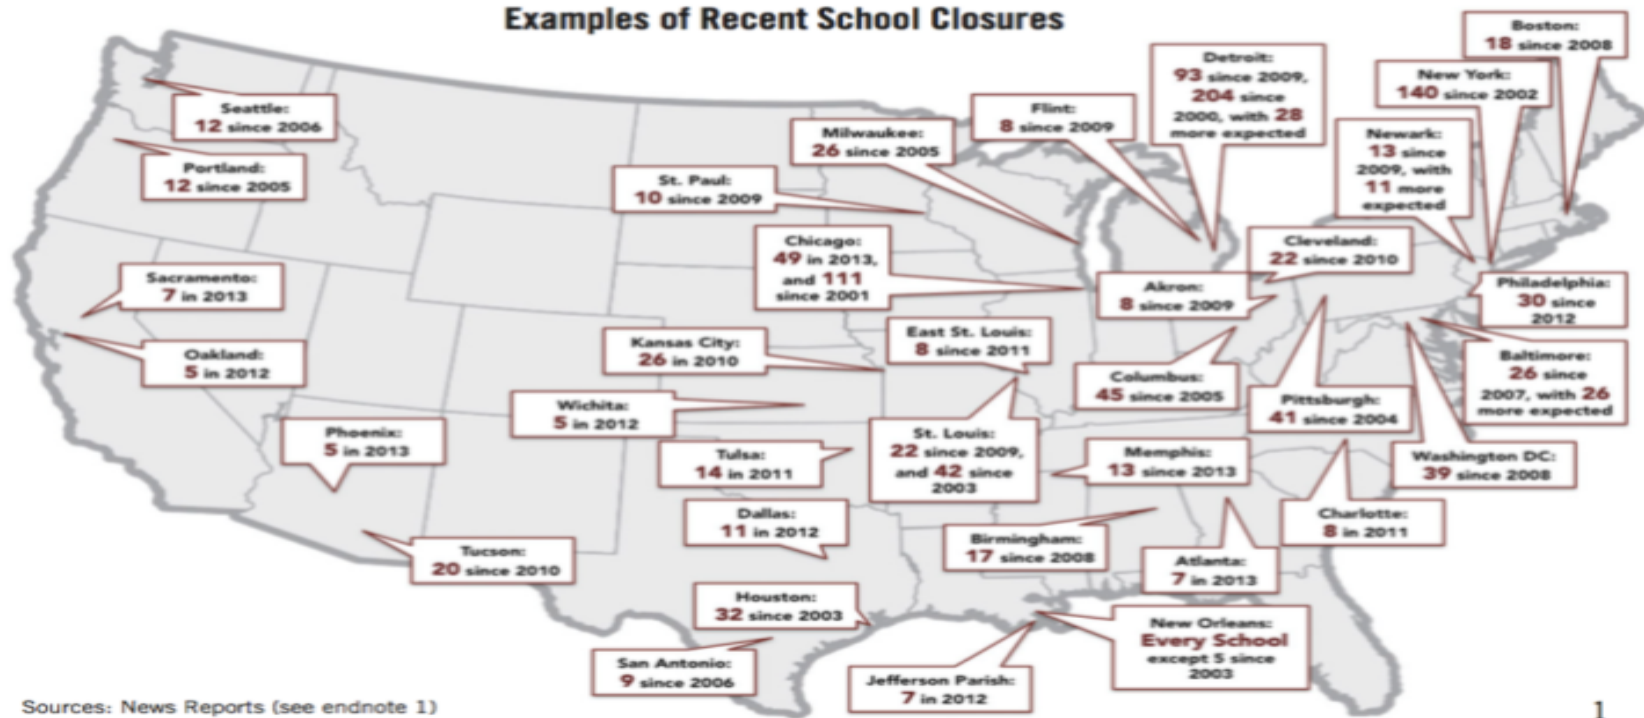 Examples of Recent School Closures
Boston:
18 since 2008
New York:
140 since 2002
Detroit:
93 since 2009,
204 since
2000, with 28
more expected
Flint:
8 since 2009
Newark:
13 since
2009, with
11 more
expected
Seattle:
12 since 2006
Milwaukee:
26 since 2005
Portland:
12 since 2005
St. Paul:
10 since 2009
Chicago:
49 in 2013,
and 111
since 2001
Cleveland:
22 since 2010
Sacramento:
7 in 2013
Akron:
8 since 2009
Philadelphia:
30 since
2012
East St. Louis:
8 since 2011
Kansas City:
26 in 2010
Oakland:
5 in 2012
Baltimore:
26 since
2007, with 26
more expected
Columbus:
45 since 2005
Pittsburgh:
41 since 2004
Wichita:
5 in 2012
Phoenix:
5 in 2013
St. Louis:
22 since 2009,
and 42 since
2003
Tulsa:
14 in 2011
Memphis:
13 since 2013
Washington DC:
39 since 2008
Dallas:
11 in 2012
Charlotte:
8 in 2011
Birmingham:
17 since 2008
Tucson:
20 since 2010
Atlanta:
7 in 2013
Houston:
32 since 2003
New Orleans:
Every School
except 5 since
2003
San Antonio:
9 since 2006
Jefferson Parish:
7 in 2012
Sources: News Reports (see endnote 1)
1